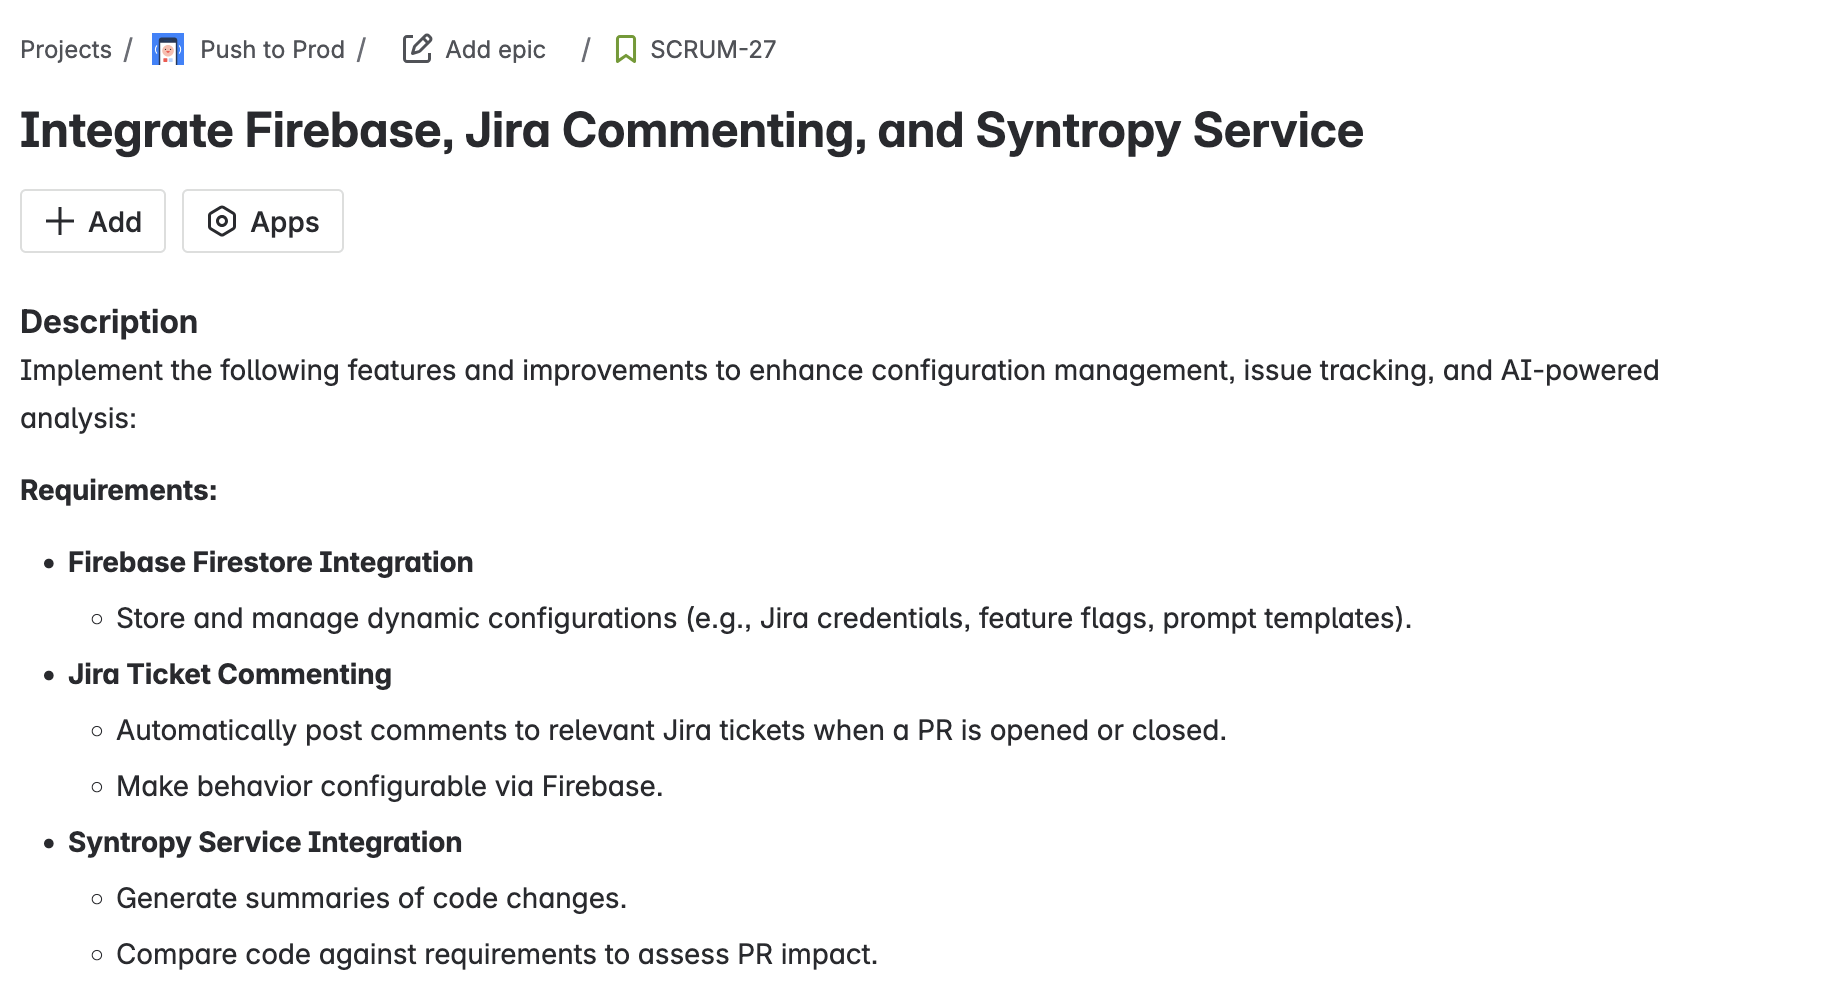 Projects / Push to Prod / Add epic / SCRUM-27
Integrate Firebase, Jira Commenting, and Syntropy Service
Add Apps
Description
Implement the following features and improvements to enhance configuration management, issue tracking, and AI-powered
analysis:
Requirements:
• Firebase Firestore Integration
○ Store and manage dynamic configurations (e.g., Jira credentials, feature flags, prompt templates).
• Jira Ticket Commenting
○ Automatically post comments to relevant Jira tickets when a PR is opened or closed.
○ Make behavior configurable via Firebase.
• Syntropy Service Integration
○ Generate summaries of code changes.
○ Compare code against requirements to assess PR impact.